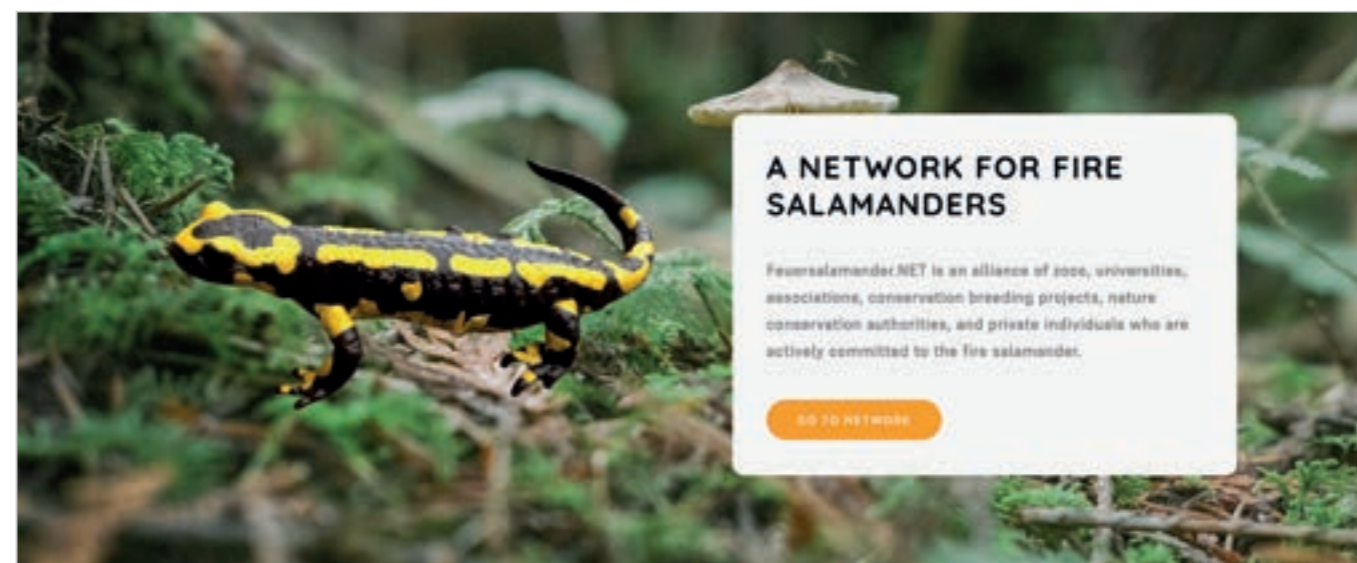 A NETWORK FOR FIRE
SALAMANDERS
Feuersalamander.NET is an alliance of zoos, universities,
associations, conservation breeding projects, nature
conservation authorities, and private individuals who are
actively committed to the fire salamander.
GO TO NETWORK